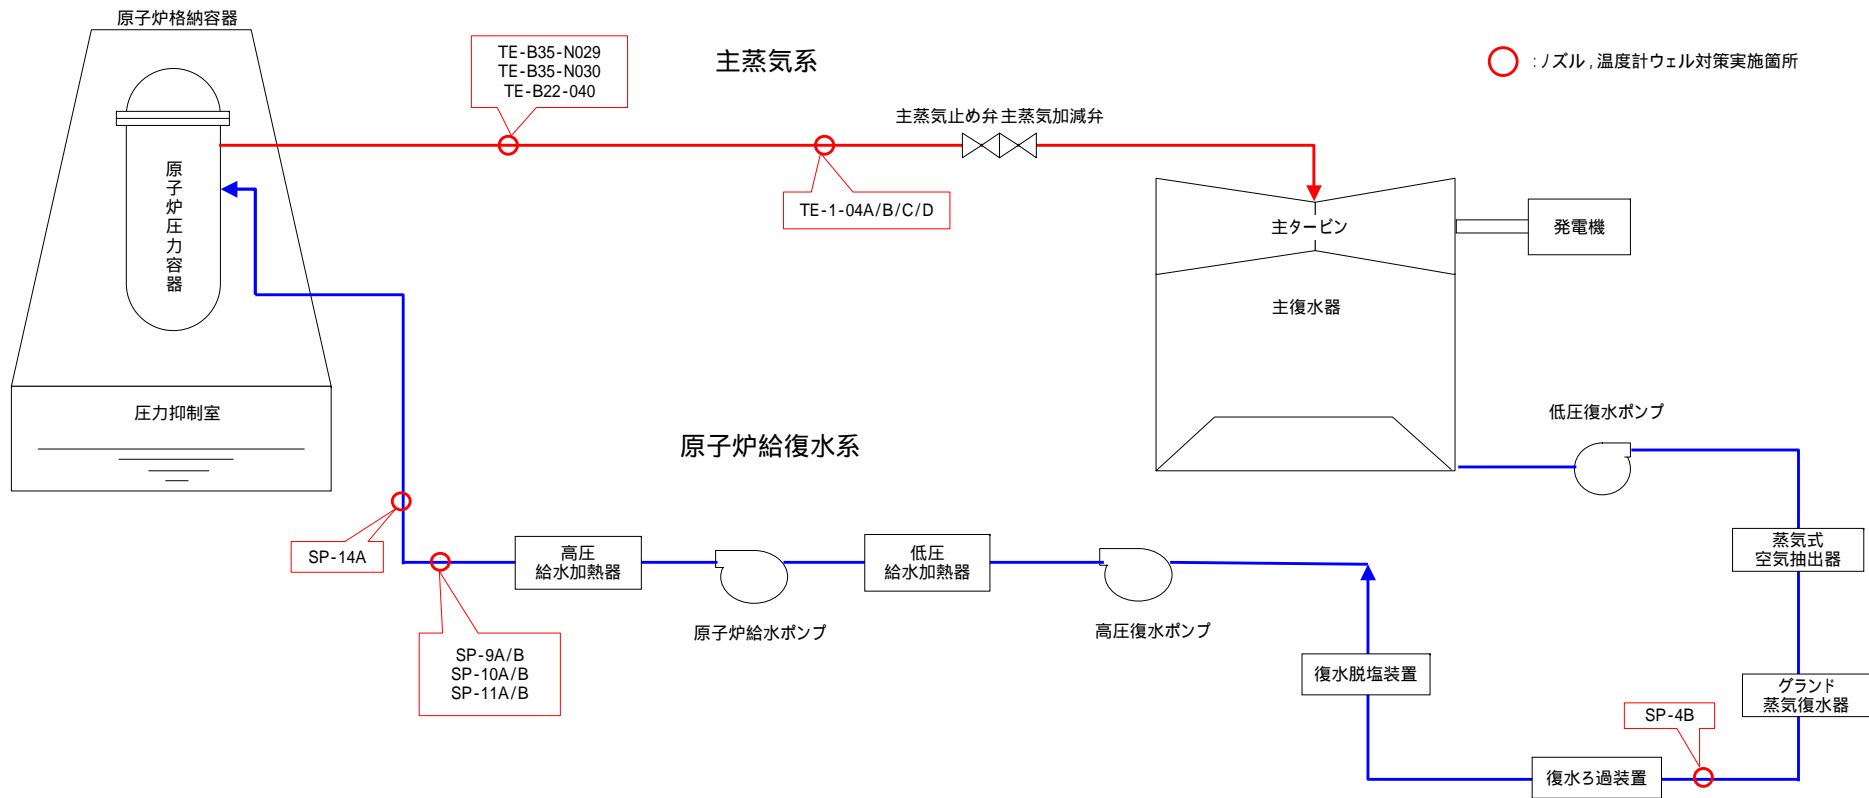 原子炉格納容器
TE-B35-N029
TE-B35-N030
TE-B22-040
主蒸気系
:ノズル,温度計ウェル対策実施箇所
主蒸気止め弁 主蒸気加減弁
原子炉圧力容器
TE-1-04A/B/C/D
主タービン
発電機
主復水器
圧力抑制室
低圧復水ポンプ
原子炉給復水系
SP-14A
高圧
給水加熱器
低圧
給水加熱器
蒸気式
空気抽出器
原子炉給水ポンプ
高圧復水ポンプ
SP-9A/B
SP-10A/B
SP-11A/B
復水脱塩装置
グランド
蒸気復水器
SP-4B
復水ろ過装置